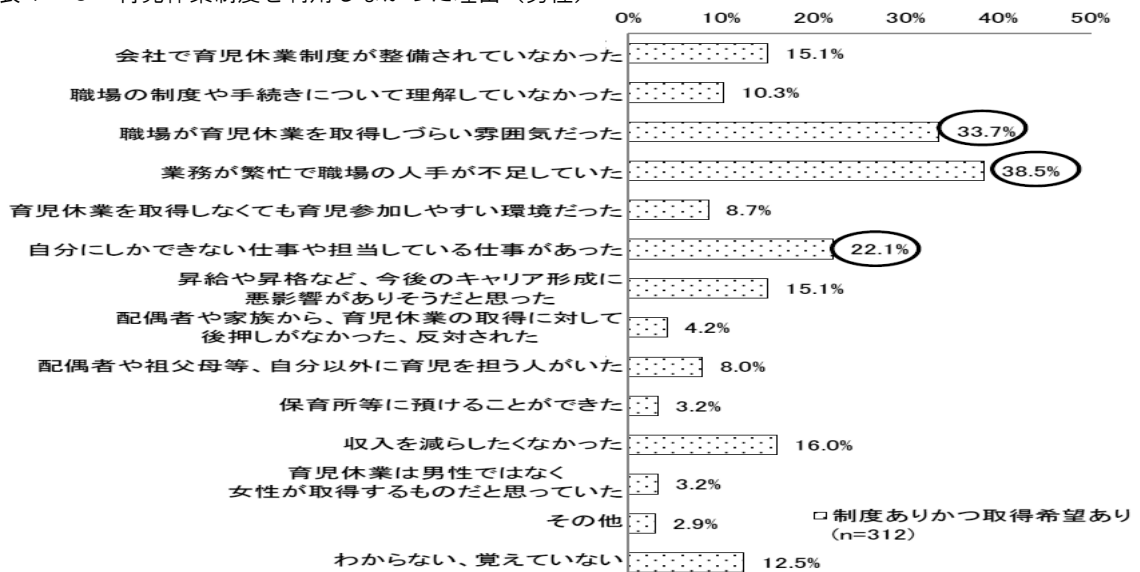 0% 10% 20% 30% 40% 50%
会社で育児休業制度が整備されていなかった 15.1%
職場の制度や手続きについて理解していなかった 10.3%
職場が育児休業を取得しづらい雰囲気だった 33.7%
業務が繁忙で職場の人手が不足していた 38.5%
育児休業を取得しなくても育児参加しやすい環境だった 8.7%
自分にしかできない仕事や担当している仕事があった 22.1%
昇給や昇格など、今後のキャリア形成に
悪影響がありそうだと思った 15.1%
配偶者や家族から、育児休業の取得に対して
後押しがなかった、反対された 4.2%
配偶者や祖父母等、自分以外に育児を担う人がいた 8.0%
保育所等に預けることができた 3.2%
収入を減らしたくなかった 16.0%
育児休業は男性ではなく
女性が取得するものだと思っていた 3.2%
その他 2.9%
制度ありかつ取得希望あり
(n=312)
わからない、覚えていない 12.5%